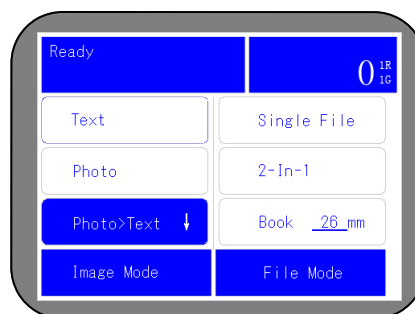 Ready
0 1R
1G
Text
Single File
Photo
2-In-1
Photo>Text ↓
Book 26 mm
Image Mode
File Mode